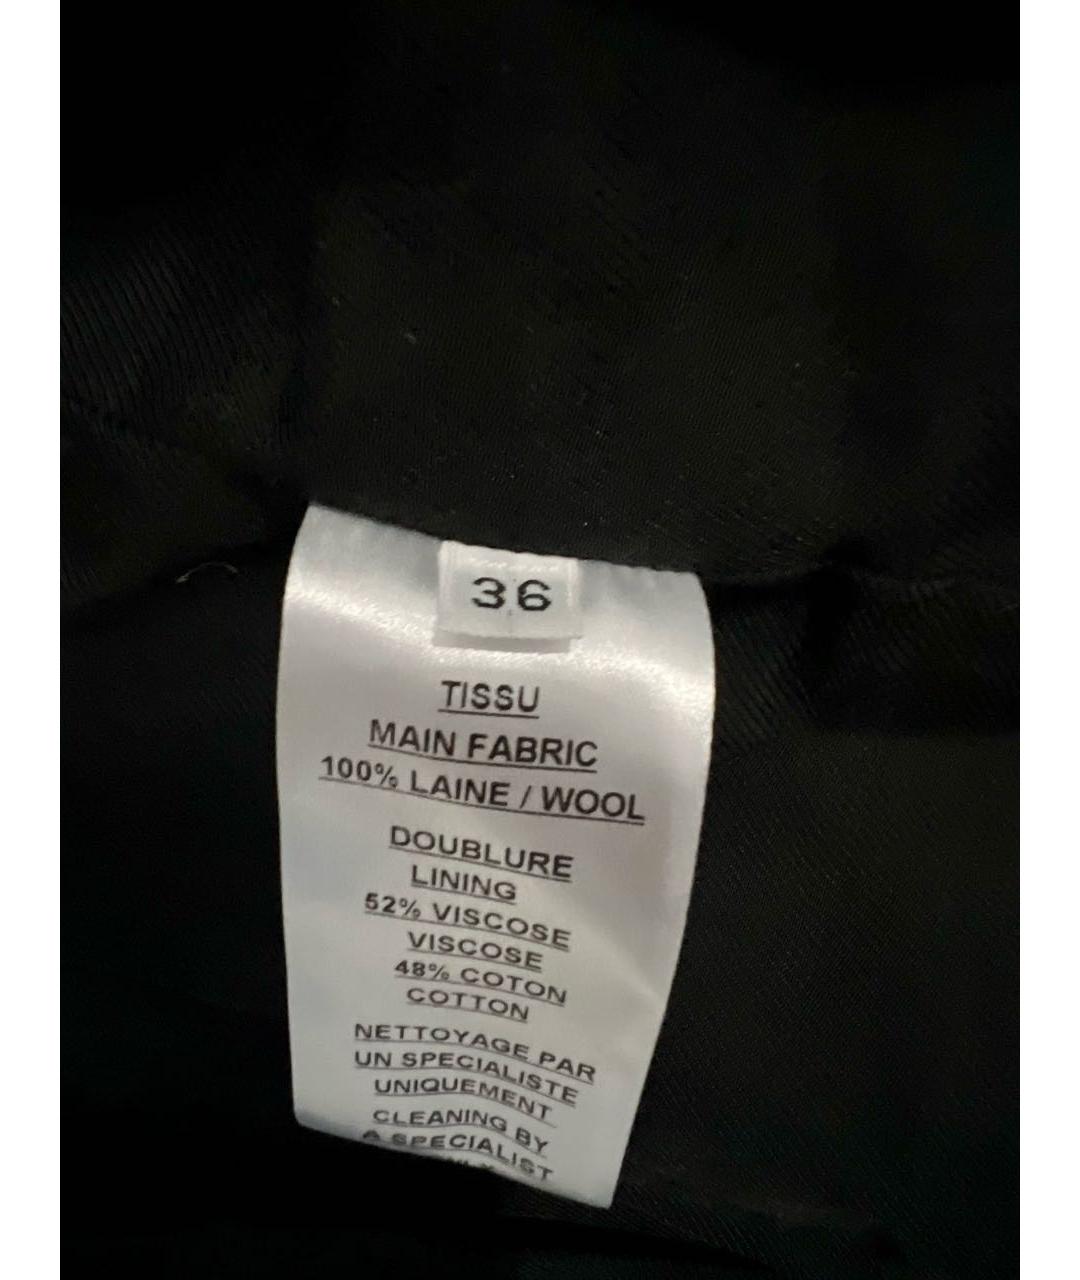 36
TISSU
MAIN FABRIC
100% LAINE / WOOL
DOUBLURE
LINING
52% VISCOSE
VISCOSE
48% COTON
COTTON
NETTOYAGE PAR
UN SPECIALISTE
UNIQUEMENT
CLEANING BY
A SPECIALIST